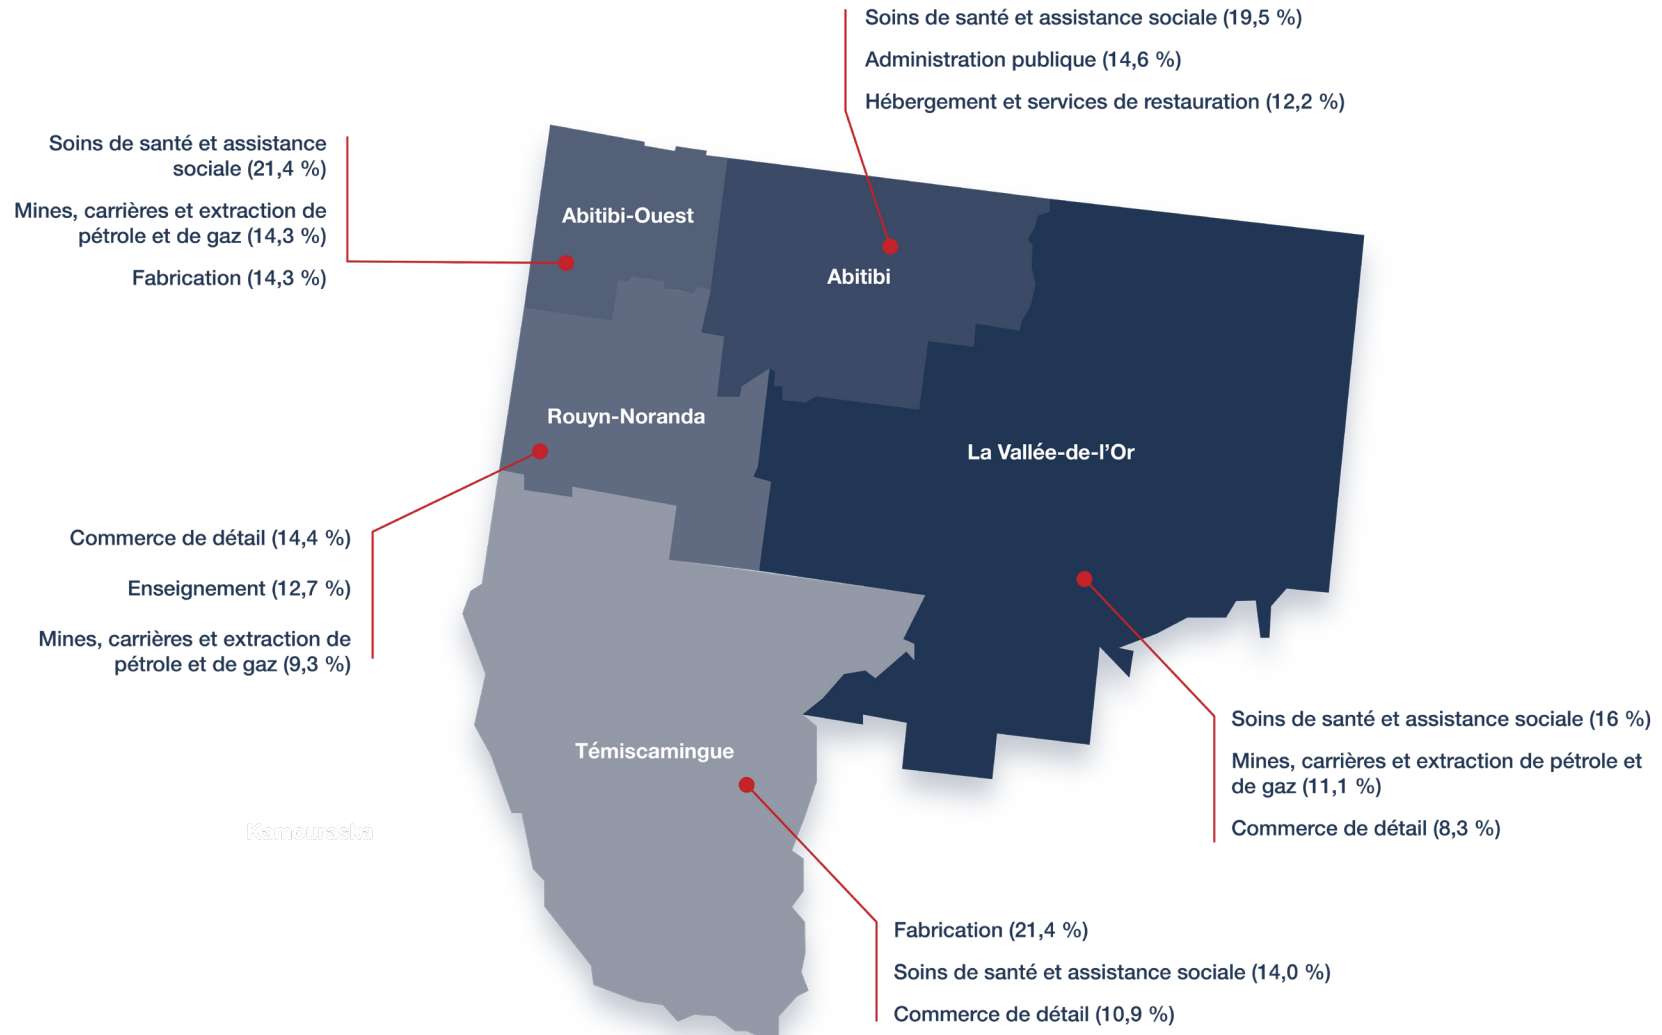 Soins de santé et assistance sociale (19,5 %)
Administration publique (14,6 %)
Hébergement et services de restauration (12,2 %)
Soins de santé et assistance
sociale (21,4 %)
Mines, carrières et extraction de
pétrole et de gaz (14,3 %)
Fabrication (14,3 %)
Abitibi-Ouest
Abitibi
Rouyn-Noranda
La Vallée-de-l'Or
Commerce de détail (14,4 %)
Enseignement (12,7 %)
Mines, carrières et extraction de
pétrole et de gaz (9,3 %)
Témiscamingue
Kamouraska
Soins de santé et assistance sociale (16 %)
Mines, carrières et extraction de pétrole et
de gaz (11,1 %)
Commerce de détail (8,3 %)
Fabrication (21,4 %)
Soins de santé et assistance sociale (14,0 %)
Commerce de détail (10,9 %)